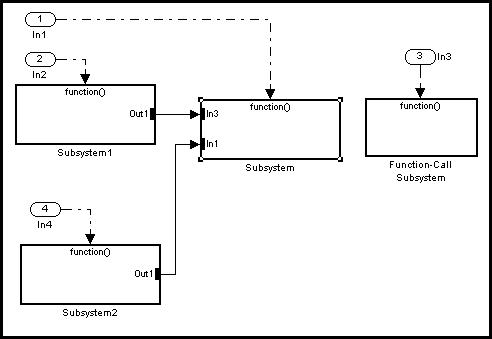 1
In1
2
In2
function()
Out1
Subsystem1
function()
In3
In1
Subsystem
3
In3
function()
Function-Call
Subsystem
4
In4
function()
Out1
Subsystem2